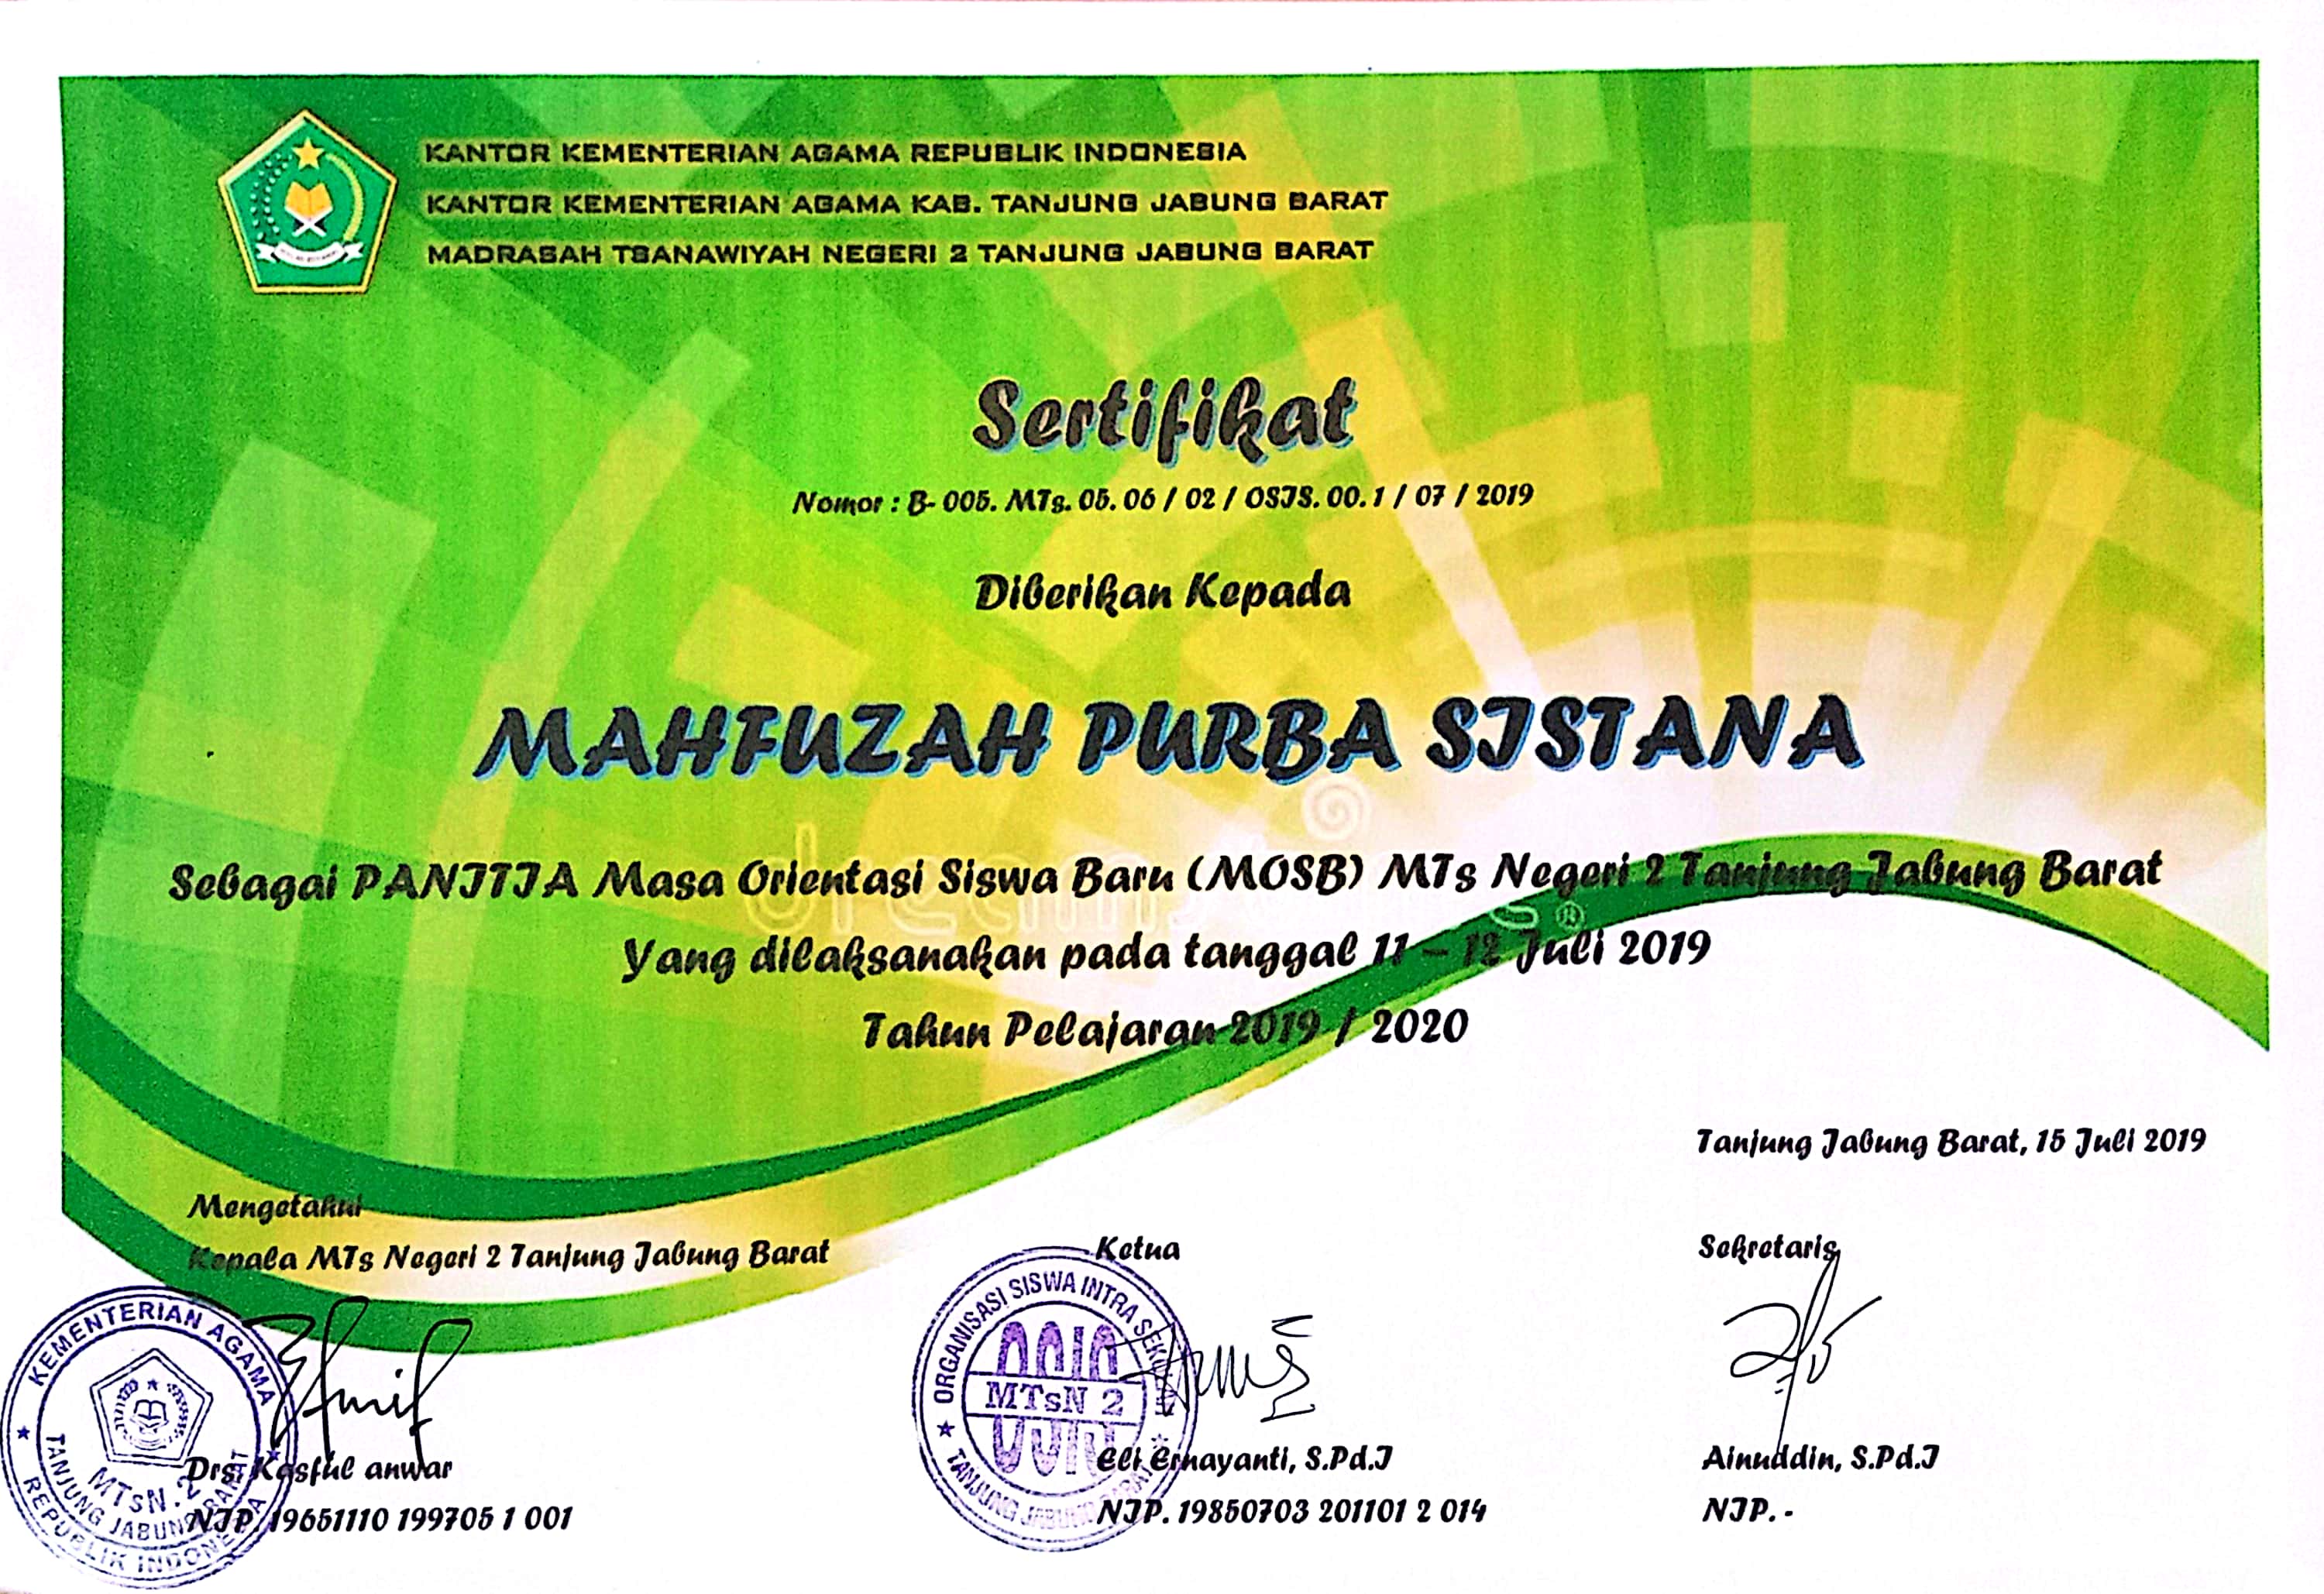 KANTOR KEMENTERIAN AGAMA REPUBLIK INDONESIA
KANTOR KEMENTERIAN AGAMA KAB. TANJUNG JABUNG BARAT
MADRASAH TSANAWIYAH NEGERI 2 TANJUNG JABUNG BARAT
Sertifikat
Nomor : B- 005. MTs. 05. 06 / 02 / OSIS. 00. 1 / 07 / 2019
Diberikan Kepada
MAHFUZAH PURBA SISTANA
Sebagai PANITIA Masa Orientasi Siswa Baru (MOSB) MTs Negeri 2 Tanjung Jabung Barat
Yang dilaksanakan pada tanggal 11 – 12 Juli 2019
Tahun Pelajaran 2019 / 2020
Tanjung Jabung Barat, 15 Juli 2019
Mengetahui
Kepala MTs Negeri 2 Tanjung Jabung Barat
Ketua
Sekretaris
KEMENTERIAN AGAMA
MTsN. 2
TANJUNG JABUNG BARAT
REPUBLIK INDONESIA
ORGANISASI SISWA INTRA SEKOLAH
OSIS
MTsN 2
TANJUNG JABUNG BARAT
Drs. Kasful anwar
NIP. 19651110 199705 1 001
Eli Ernayanti, S.Pd.I
NIP. 19850703 201101 2 014
Ainuddin, S.Pd.I
NIP. -